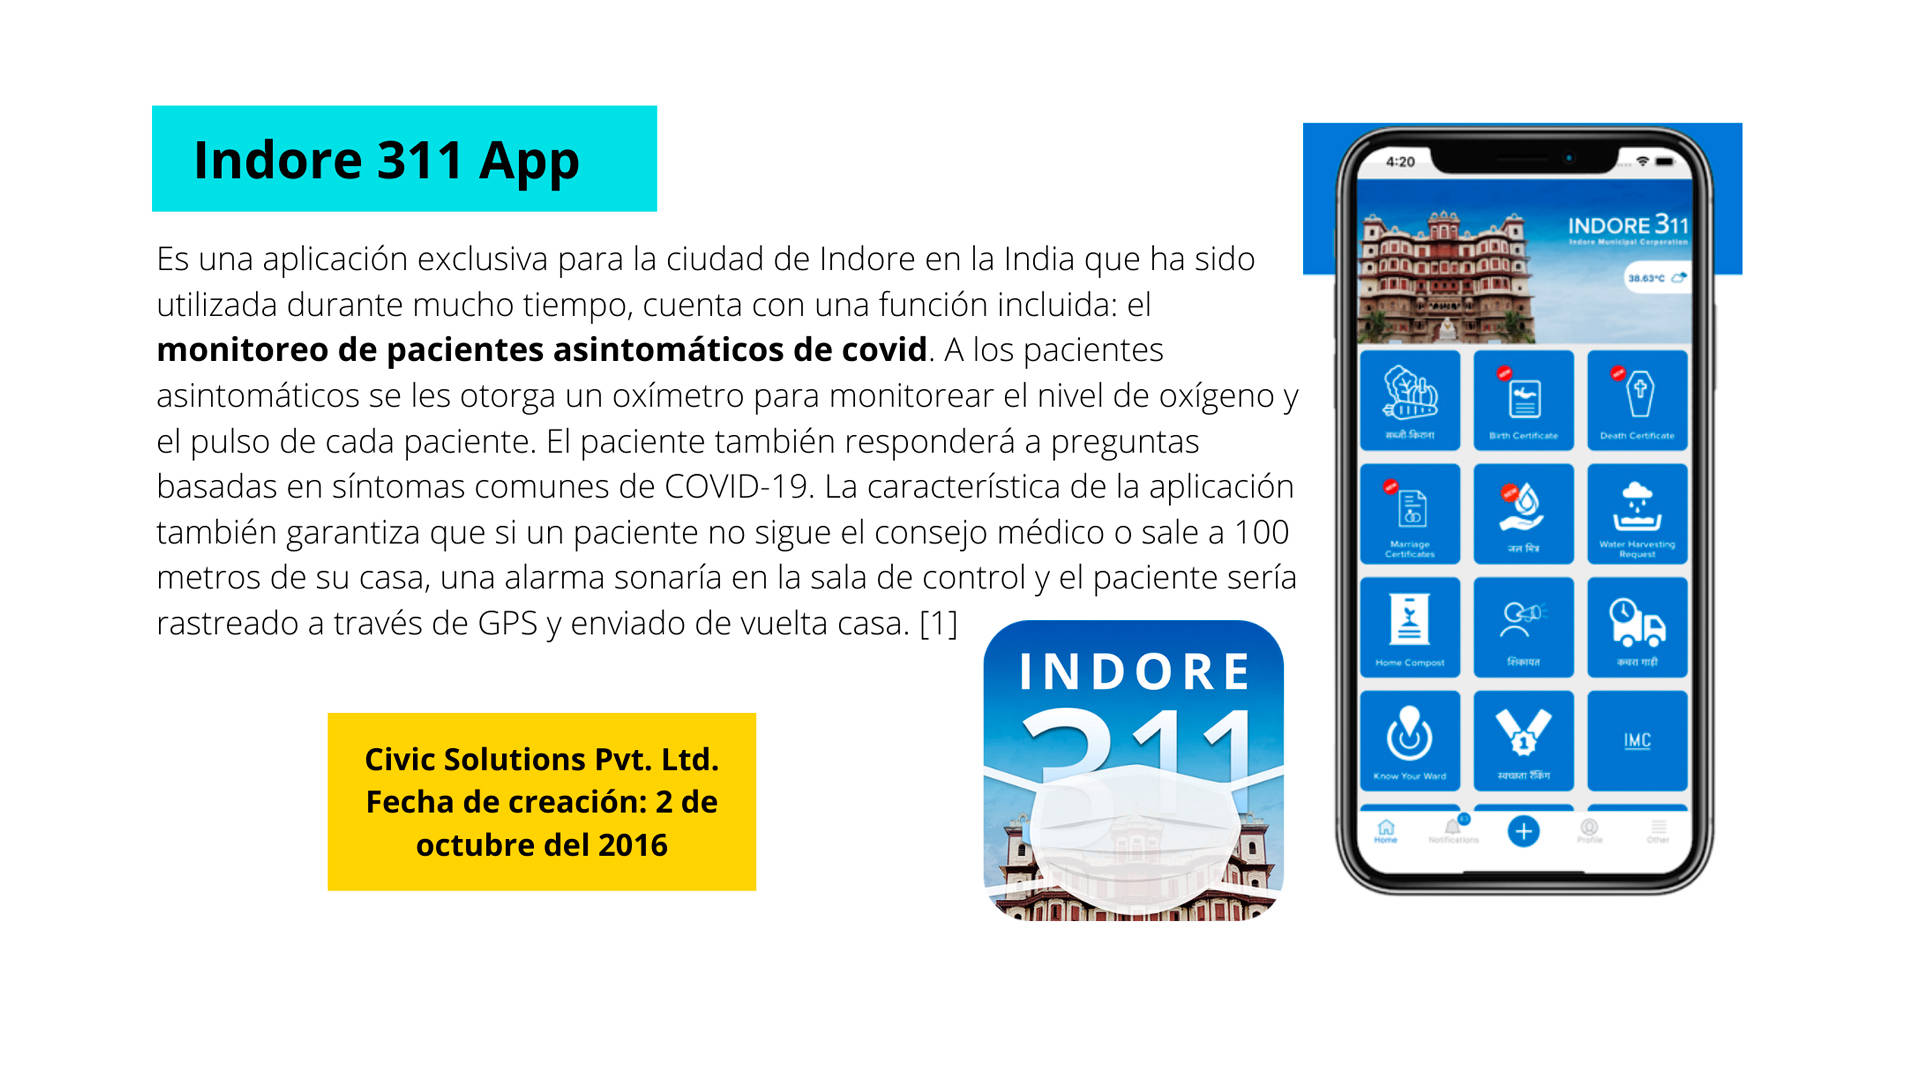 Indore 311 App
Es una aplicación exclusiva para la ciudad de Indore en la India que ha sido
utilizada durante mucho tiempo, cuenta con una función incluida: el
monitoreo de pacientes asintomáticos de covid. A los pacientes
asintomáticos se les otorga un oxímetro para monitorear el nivel de oxígeno y
el pulso de cada paciente. El paciente también responderá a preguntas
basadas en síntomas comunes de COVID-19. La característica de la aplicación
también garantiza que si un paciente no sigue el consejo médico o sale a 100
metros de su casa, una alarma sonaría en la sala de control y el paciente sería
rastreado a través de GPS y enviado de vuelta casa. [1]
Civic Solutions Pvt. Ltd.
Fecha de creación: 2 de
octubre del 2016
INDORE
311
4:20
INDORE 311
Indore Municipal Corporation
38.63°C
सब्जी-किराना
NEW
Birth Certificate
NEW
Death Certificate
NEW
Marriage
Certificates
NEW
जल मित्र
Water Harvesting
Request
Home Compost
शिकायत
कचरा गाड़ी
Know Your Ward
1
स्वच्छता रैंकिंग
IMC
Home
Notifications
Profile
Other